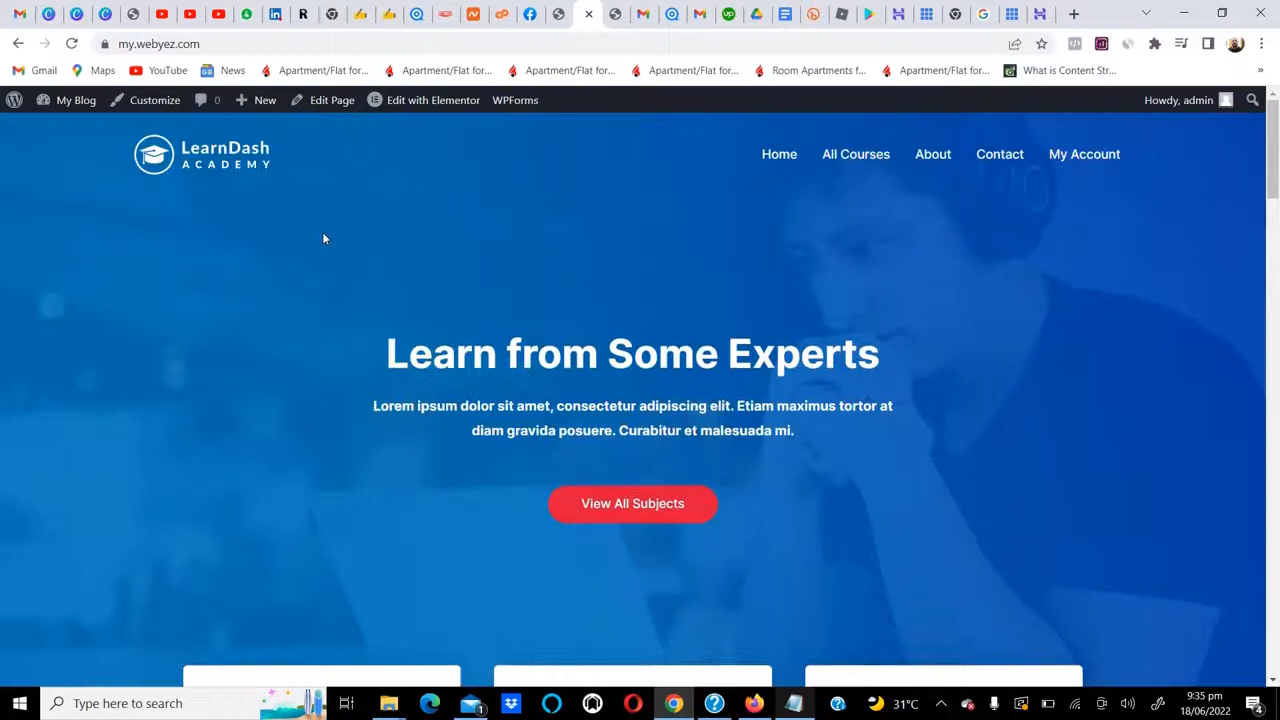 my.webyez.com
Gmail Maps YouTube News Apartment/Flat for... Apartment/Flat for... Apartment/Flat for... Apartment/Flat for... Room Apartments f... Apartment/Flat for... What is Content Str... »
My Blog Customize 0 New Edit Page Edit with Elementor WPForms Howdy, admin
LearnDash
ACADEMY
Home All Courses About Contact My Account
Learn from Some Experts
Lorem ipsum dolor sit amet, consectetur adipiscing elit. Etiam maximus tortor at
diam gravida posuere. Curabitur et malesuada mi.
View All Subjects
Type here to search
31°C
9:35 pm
18/06/2022